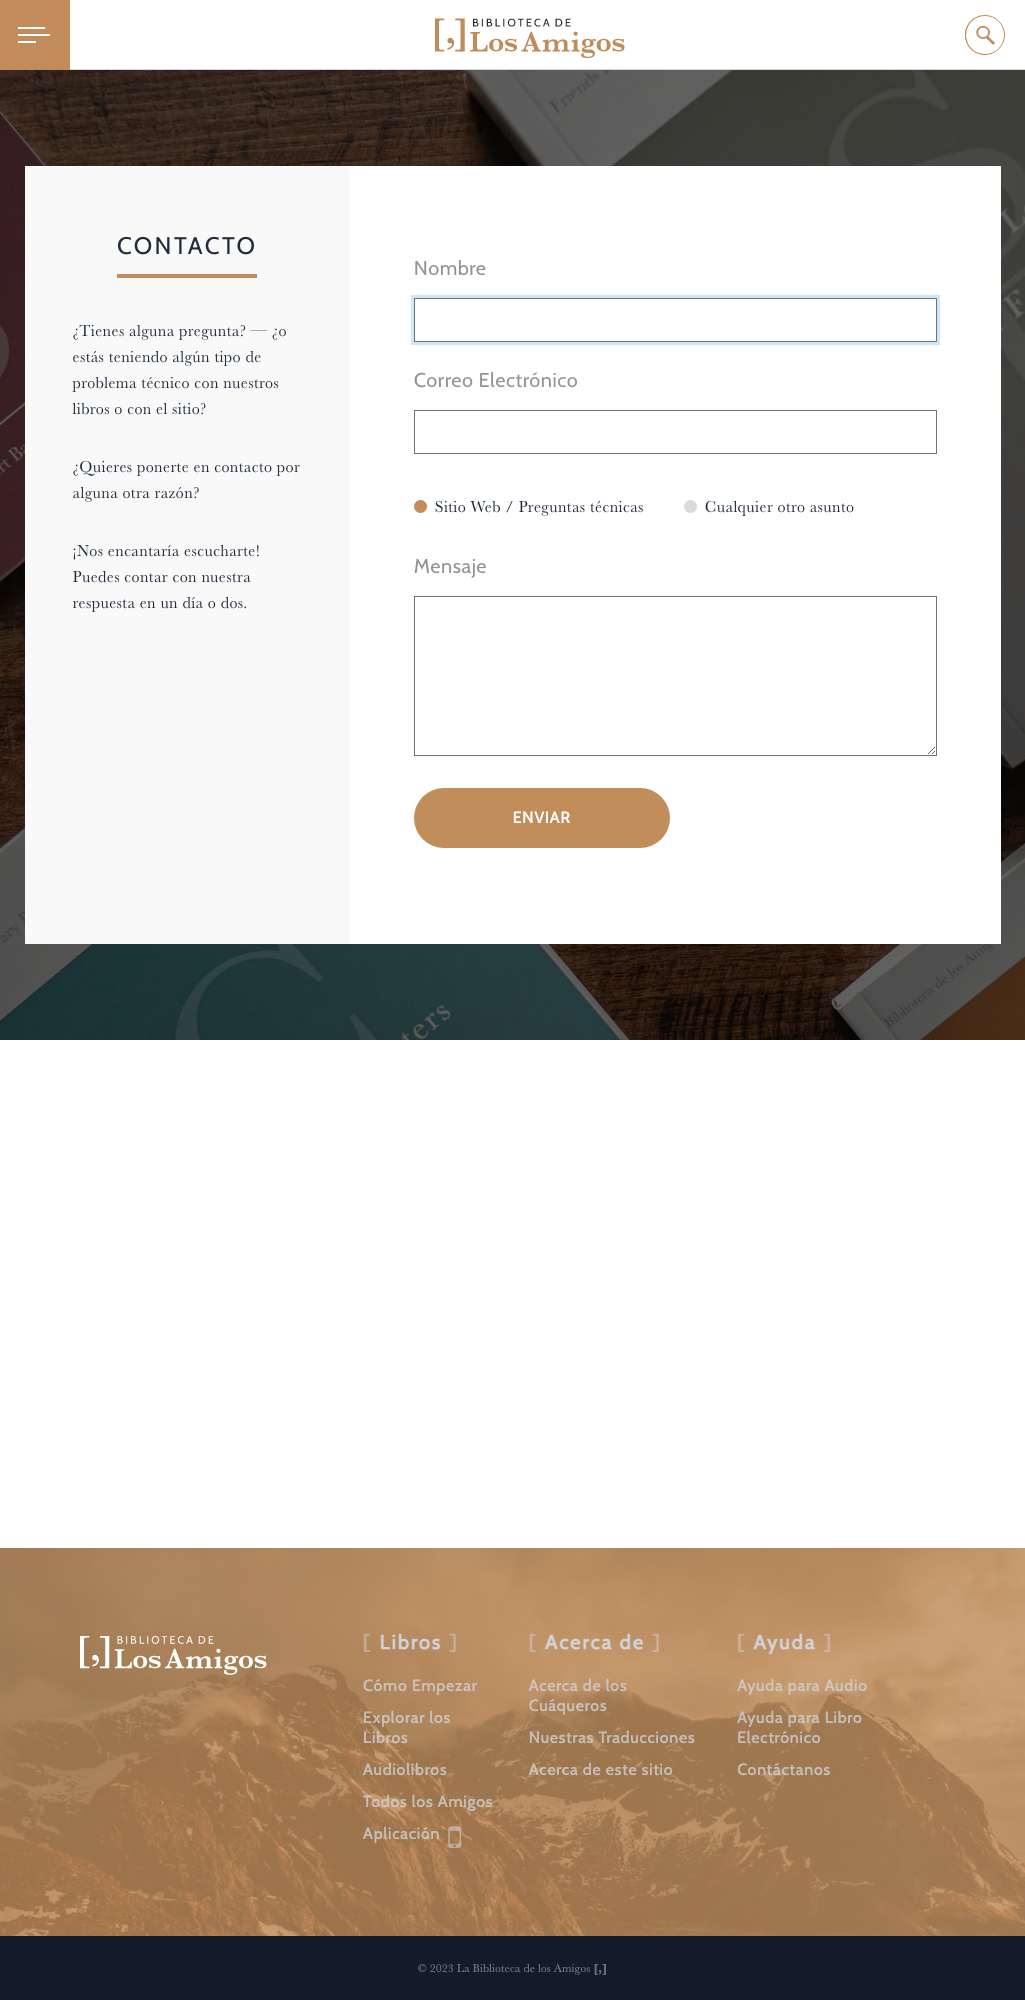 BIBLIOTECA DE
[,] Los Amigos
Friends
CONTACTO
¿Tienes alguna pregunta? — ¿o
estás teniendo algún tipo de
problema técnico con nuestros
libros o con el sitio?
¿Quieres ponerte en contacto por
alguna otra razón?
¡Nos encantaría escucharte!
Puedes contar con nuestra
respuesta en un día o dos.
Nombre
Correo Electrónico
Sitio Web / Preguntas técnicas
Cualquier otro asunto
Mensaje
ENVIAR
Biblioteca de los Amigos
BIBLIOTECA DE
[,] Los Amigos
[ Libros ]
Cómo Empezar
Explorar los
Libros
Audiolibros
Todos los Amigos
Aplicación
[ Acerca de ]
Acerca de los
Cuáqueros
Nuestras Traducciones
Acerca de este sitio
[ Ayuda ]
Ayuda para Audio
Ayuda para Libro
Electrónico
Contáctanos
© 2023 La Biblioteca de los Amigos [,]